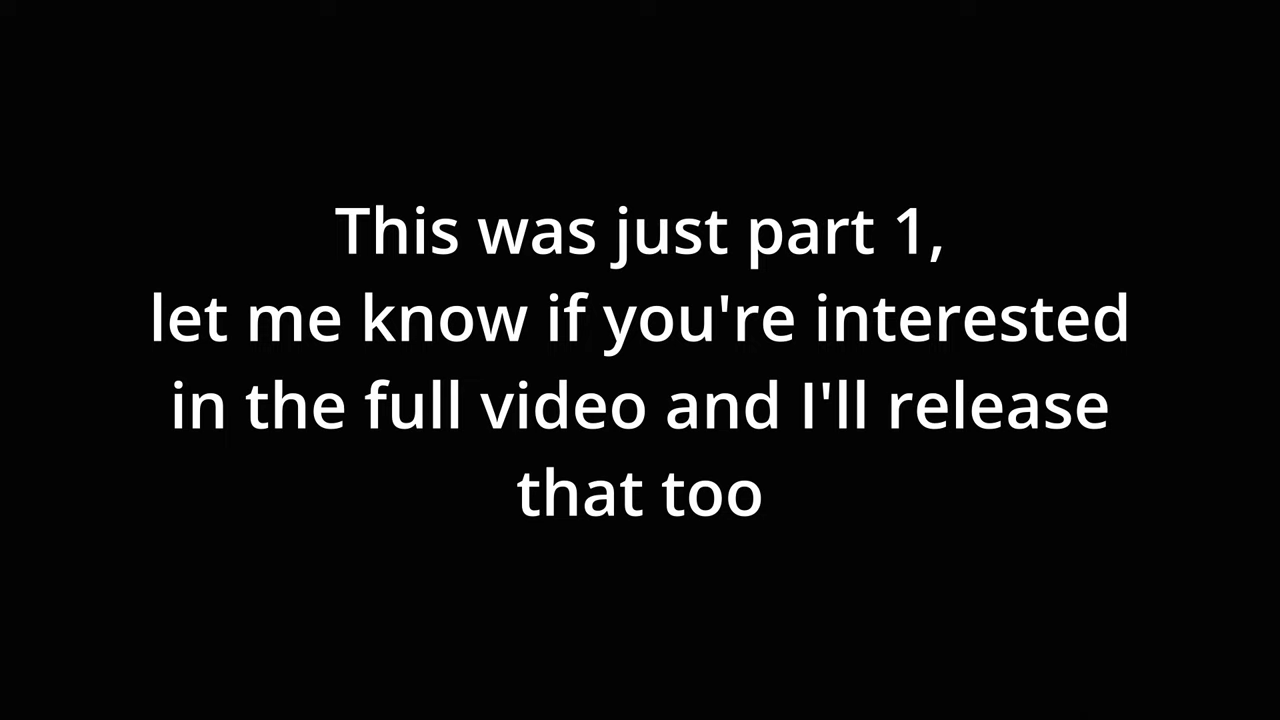 This was just part 1,
let me know if you're interested
in the full video and I'll release
that too